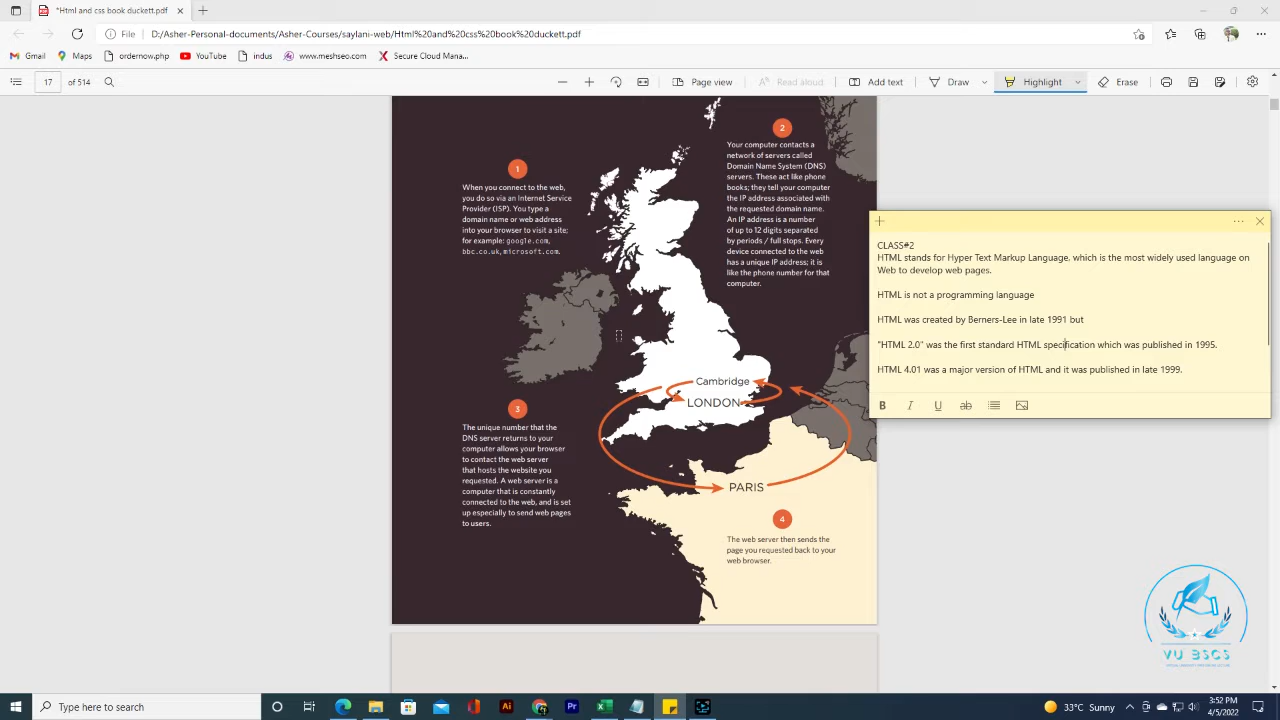 *Html and css book duckett.pdf
File
D:/Asher-Personal-documents/Asher-Courses/saylani-web/Html%20and%20css%20book%20duckett.pdf
Gmail
Maps
ordernow.php
YouTube
indus
www.meshseo.com
Secure Cloud Mana...
17 of 514
Page view
Read aloud
Add text
Draw
Highlight
Erase
1
When you connect to the web,
you do so via an Internet Service
Provider (ISP). You type a
domain name or web address
into your browser to visit a site;
for example: google.com,
bbc.co.uk, microsoft.com.
2
Your computer contacts a
network of servers called
Domain Name System (DNS)
servers. These act like phone
books; they tell your computer
the IP address associated with
the requested domain name.
An IP address is a number
of up to 12 digits separated
by periods / full stops. Every
device connected to the web
has a unique IP address; it is
like the phone number for that
computer.
Cambridge
LONDON
PARIS
3
The unique number that the
DNS server returns to your
computer allows your browser
to contact the web server
that hosts the website you
requested. A web server is a
computer that is constantly
connected to the web, and is set
up especially to send web pages
to users.
4
The web server then sends the
page you requested back to your
web browser.
CLASS#2
HTML stands for Hyper Text Markup Language, which is the most widely used language on
Web to develop web pages.
HTML is not a programming language
HTML was created by Berners-Lee in late 1991 but
"HTML 2.0" was the first standard HTML specification which was published in 1995.
HTML 4.01 was a major version of HTML and it was published in late 1999.
B I U ab
VU BSCS
Type here to search
Ai
Pr
33°C Sunny
3:52 PM
4/5/2022